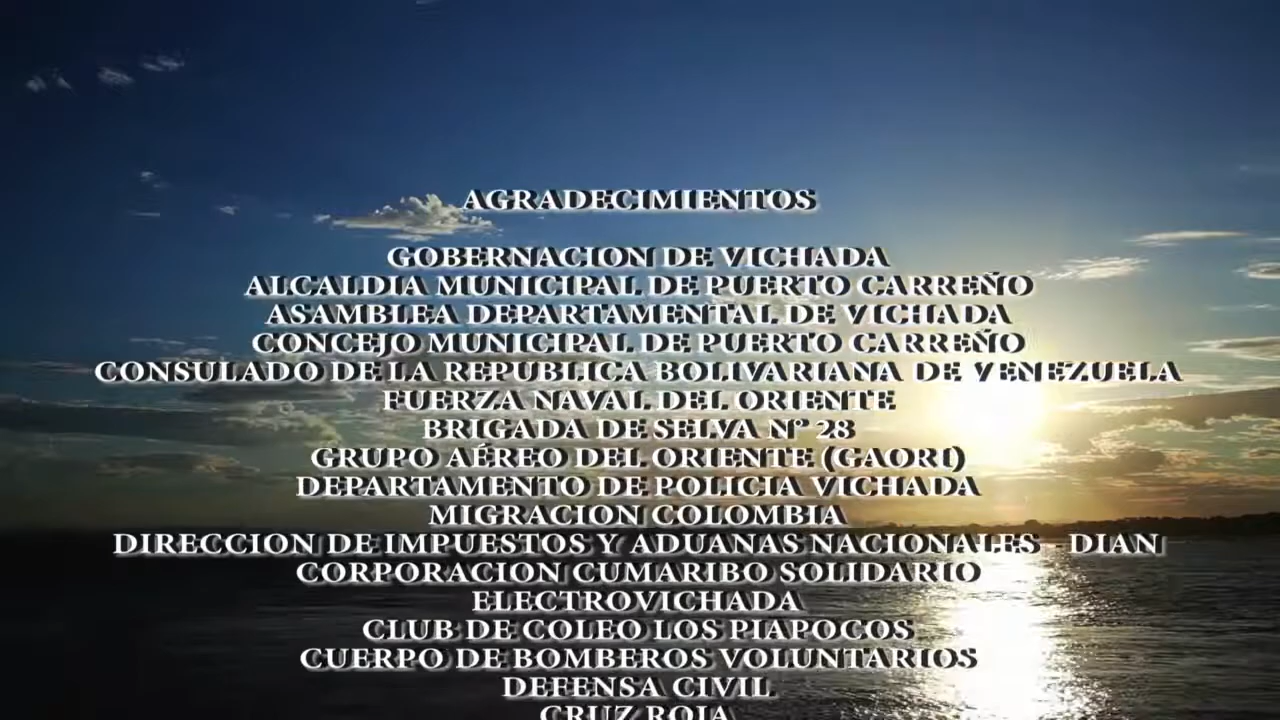 AGRADECIMIENTOS
GOBERNACION DE VICHADA
ALCALDIA MUNICIPAL DE PUERTO CARREÑO
ASAMBLEA DEPARTAMENTAL DE VICHADA
CONCEJO MUNICIPAL DE PUERTO CARREÑO
CONSULADO DE LA REPUBLICA BOLIVARIANA DE VENEZUELA
FUERZA NAVAL DEL ORIENTE
BRIGADA DE SELVA Nº 28
GRUPO AÉREO DEL ORIENTE (GAORI)
DEPARTAMENTO DE POLICIA VICHADA
MIGRACION COLOMBIA
DIRECCION DE IMPUESTOS Y ADUANAS NACIONALES - DIAN
CORPORACION CUMARIBO SOLIDARIO
ELECTROVICHADA
CLUB DE COLEO LOS PIAPOCOS
CUERPO DE BOMBEROS VOLUNTARIOS
DEFENSA CIVIL
CRUZ ROJA